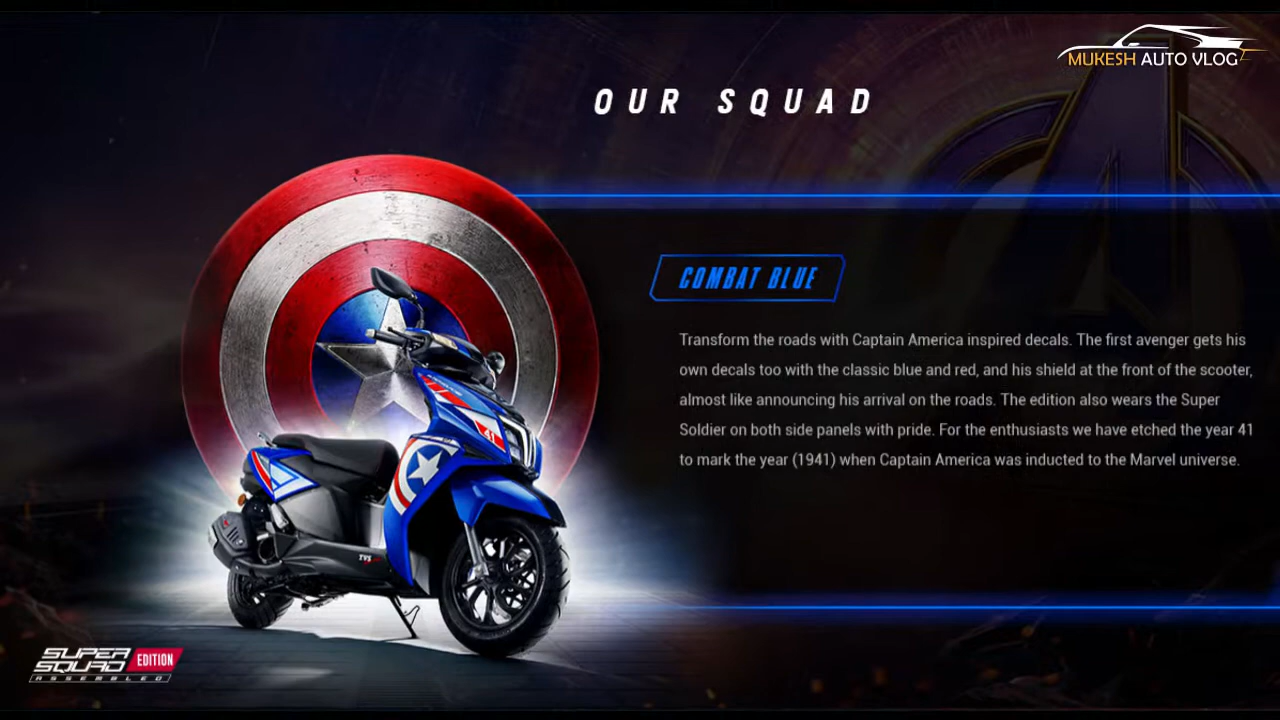 MUKESH AUTO VLOG
OUR SQUAD
COMBAT BLUE
Transform the roads with Captain America inspired decals. The first avenger gets his
own decals too with the classic blue and red, and his shield at the front of the scooter,
almost like announcing his arrival on the roads. The edition also wears the Super
Soldier on both side panels with pride. For the enthusiasts we have etched the year 41
to mark the year (1941) when Captain America was inducted to the Marvel universe.
41
TVS
SUPER
SQUAD EDITION
ASSEMBLED